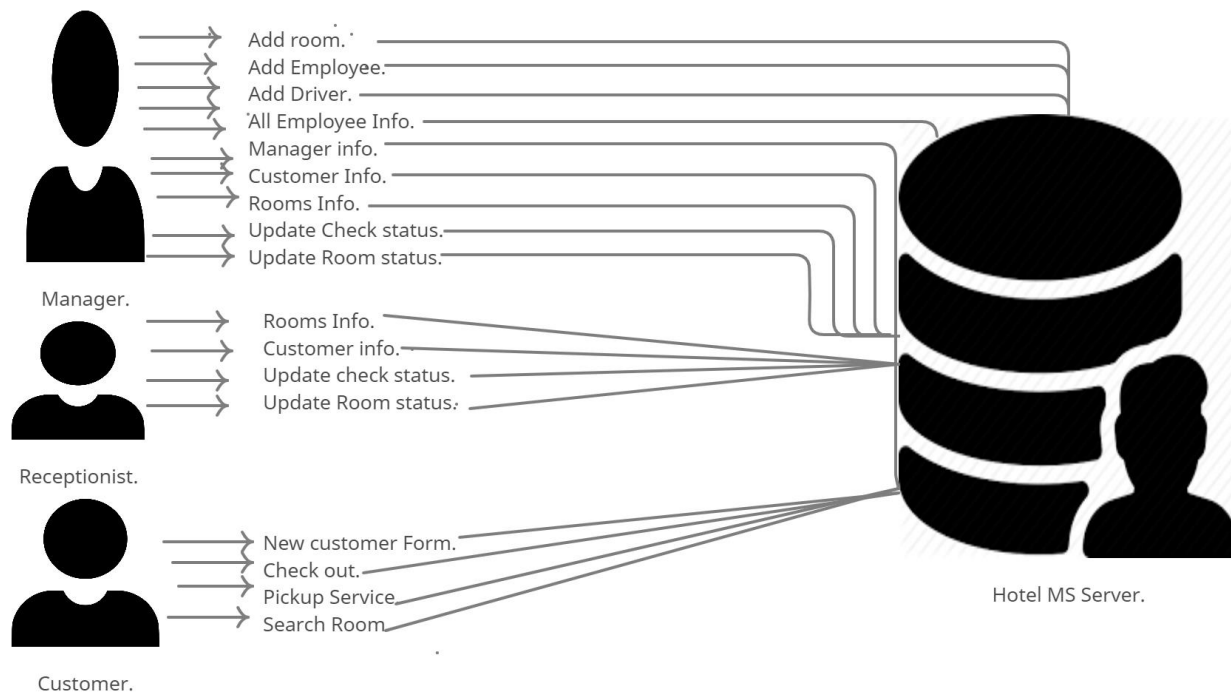 Add room.
Add Employee.
Add Driver.
All Employee Info.
Manager info.
Customer Info.
Rooms Info.
Update Check status.
Update Room status.
Manager.
Rooms Info.
Customer info.
Update check status.
Update Room status.
Receptionist.
New customer Form.
Check out.
Pickup Service
Search Room
Customer.
Hotel MS Server.